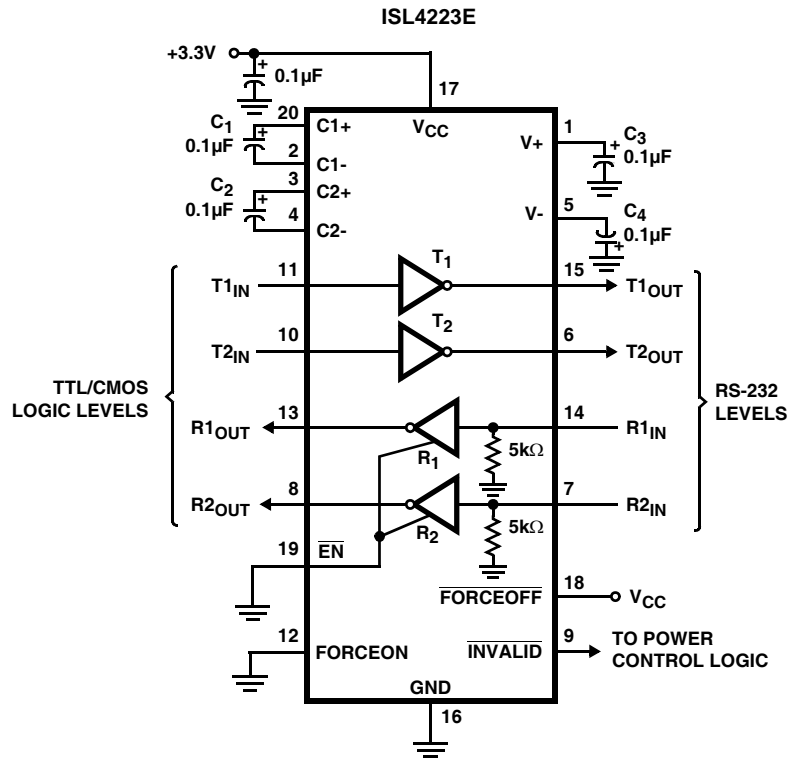 ISL4223E
+3.3V
+
0.1µF
17
20
C1
0.1µF
+
C1+
VCC
2
C1-
1
V+
+
C3
0.1µF
3
C2
0.1µF
+
C2+
4
C2-
5
V-
C4
0.1µF
+
T1IN
11
T1
15
T1OUT
T2IN
10
T2
6
T2OUT
TTL/CMOS
LOGIC LEVELS
RS-232
LEVELS
R1OUT
13
R1
5kΩ
14
R1IN
R2OUT
8
R2
5kΩ
7
R2IN
19
EN
FORCEOFF
18
VCC
12
FORCEON
INVALID
9
TO POWER
CONTROL LOGIC
GND
16